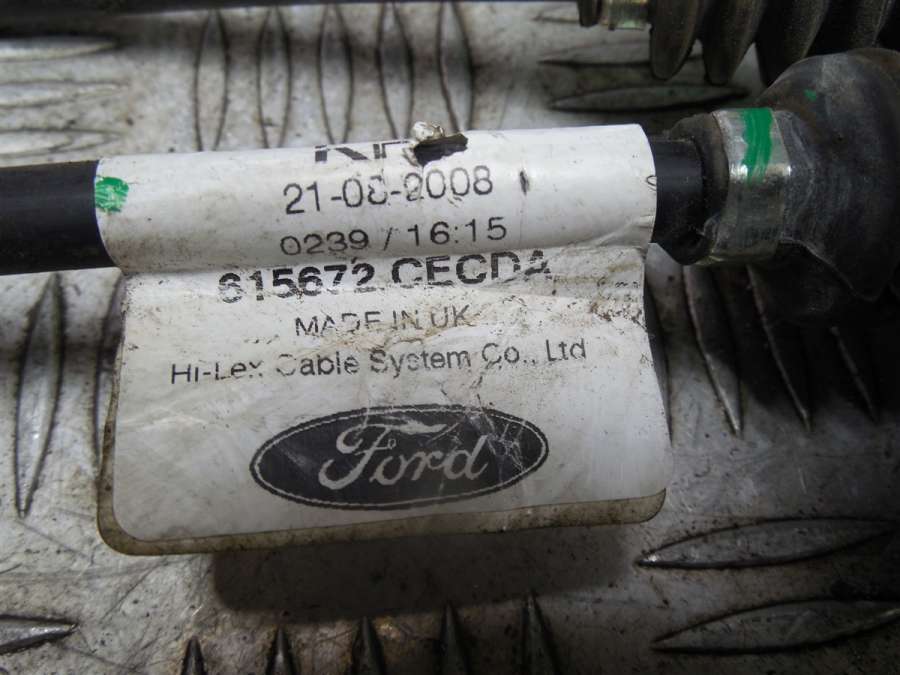 21-08-2008
0239 / 16:15
615672 CECDA
MADE IN UK
Hi-Lex Cable System Co., Ltd
Ford